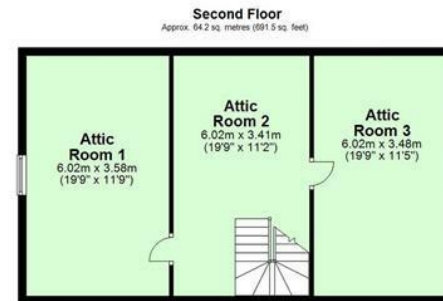 Second Floor
Approx. 64.2 sq. metres (691.5 sq. feet)
Attic
Room 1
6.02m x 3.58m
(19'9" x 11'9")
Attic
Room 2
6.02m x 3.41m
(19'9" x 11'2")
Attic
Room 3
6.02m x 3.48m
(19'9" x 11'5")